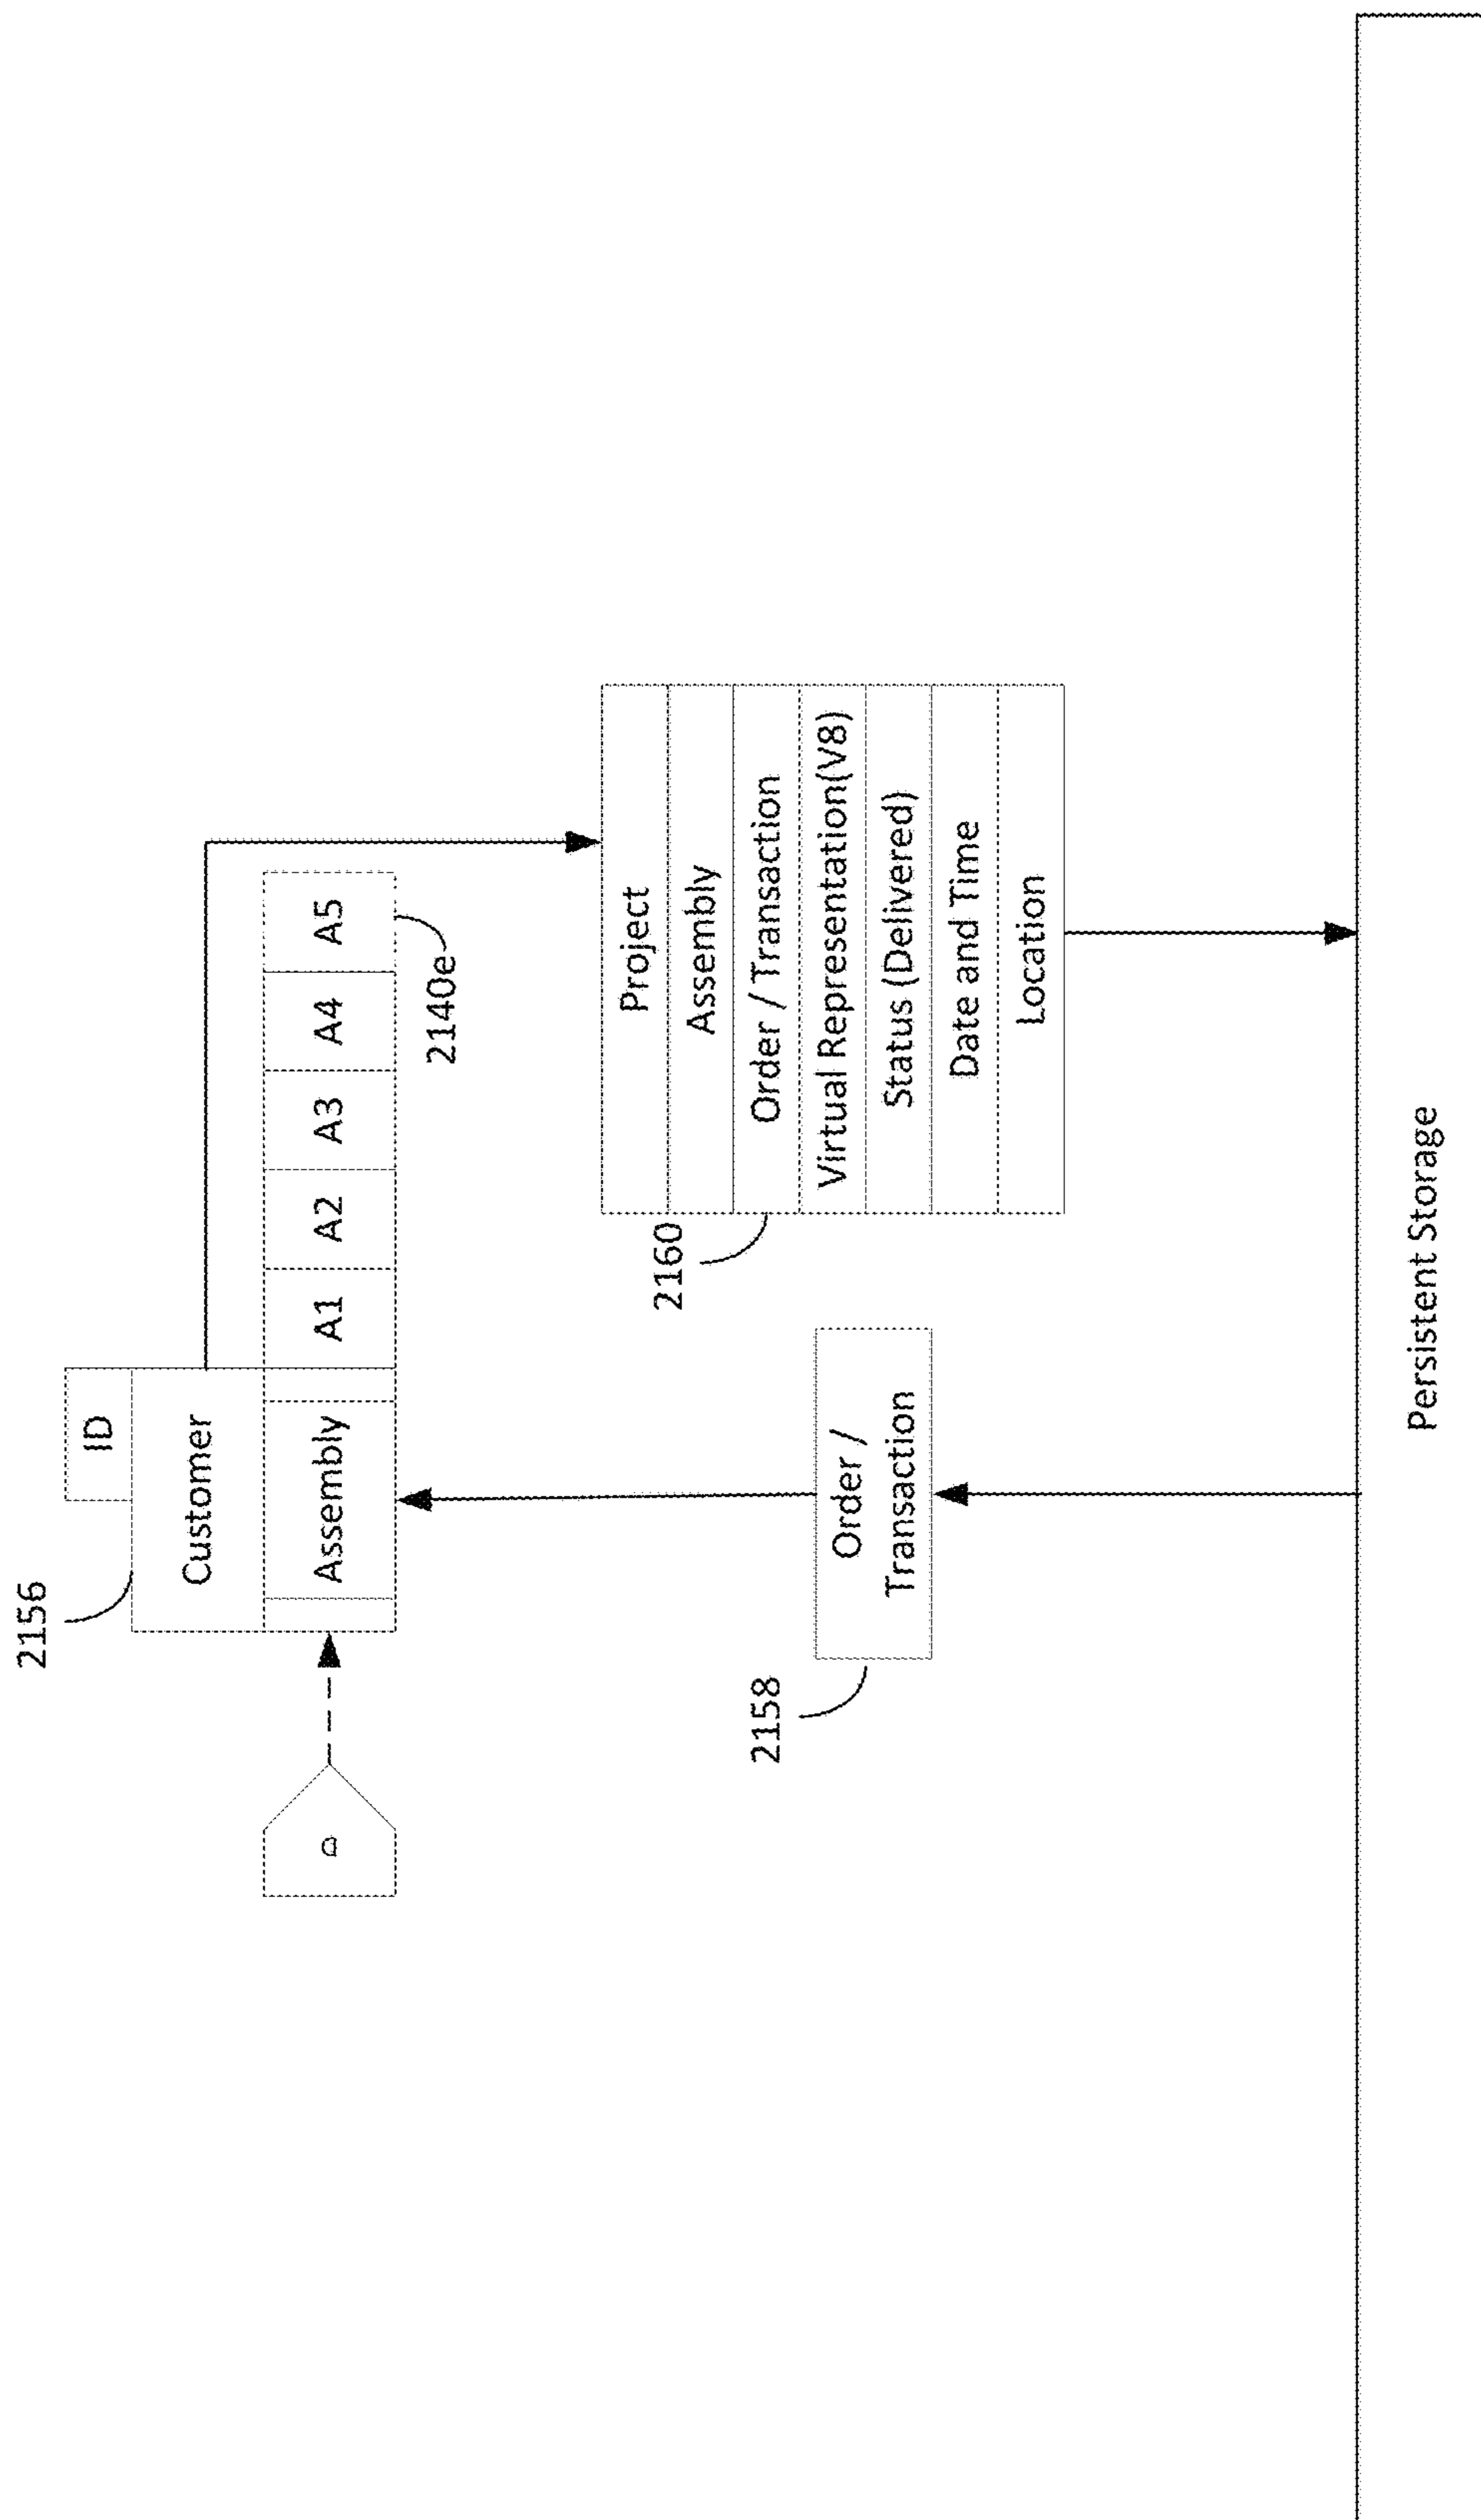 2156
ID
Customer
Assembly
A1
A2
A3
A4
A5
2140e
a
2158
Order /
Transaction
2160
Project
Assembly
Order / Transaction
Virtual Representation(V8)
Status (Delivered)
Date and Time
Location
Persistent Storage